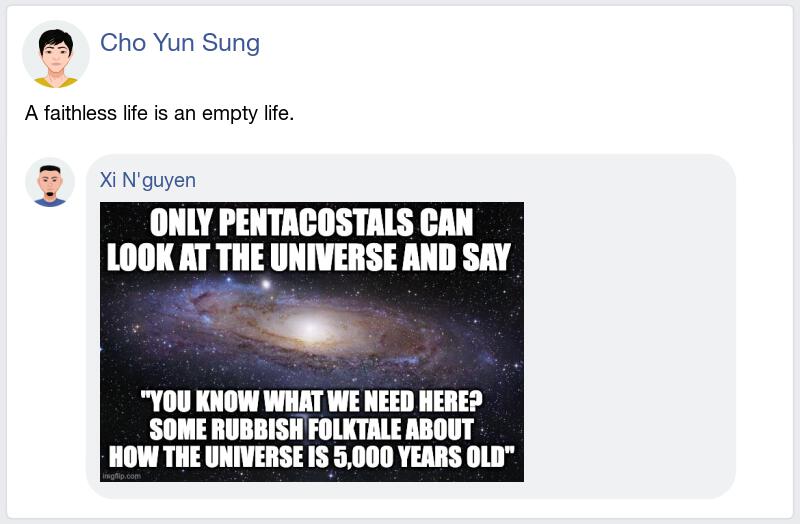 Cho Yun Sung
A faithless life is an empty life.
Xi N'guyen
ONLY PENTACOSTALS CAN
LOOK AT THE UNIVERSE AND SAY
"YOU KNOW WHAT WE NEED HERE?
SOME RUBBISH FOLKTALE ABOUT
HOW THE UNIVERSE IS 5,000 YEARS OLD"
imgflip.com